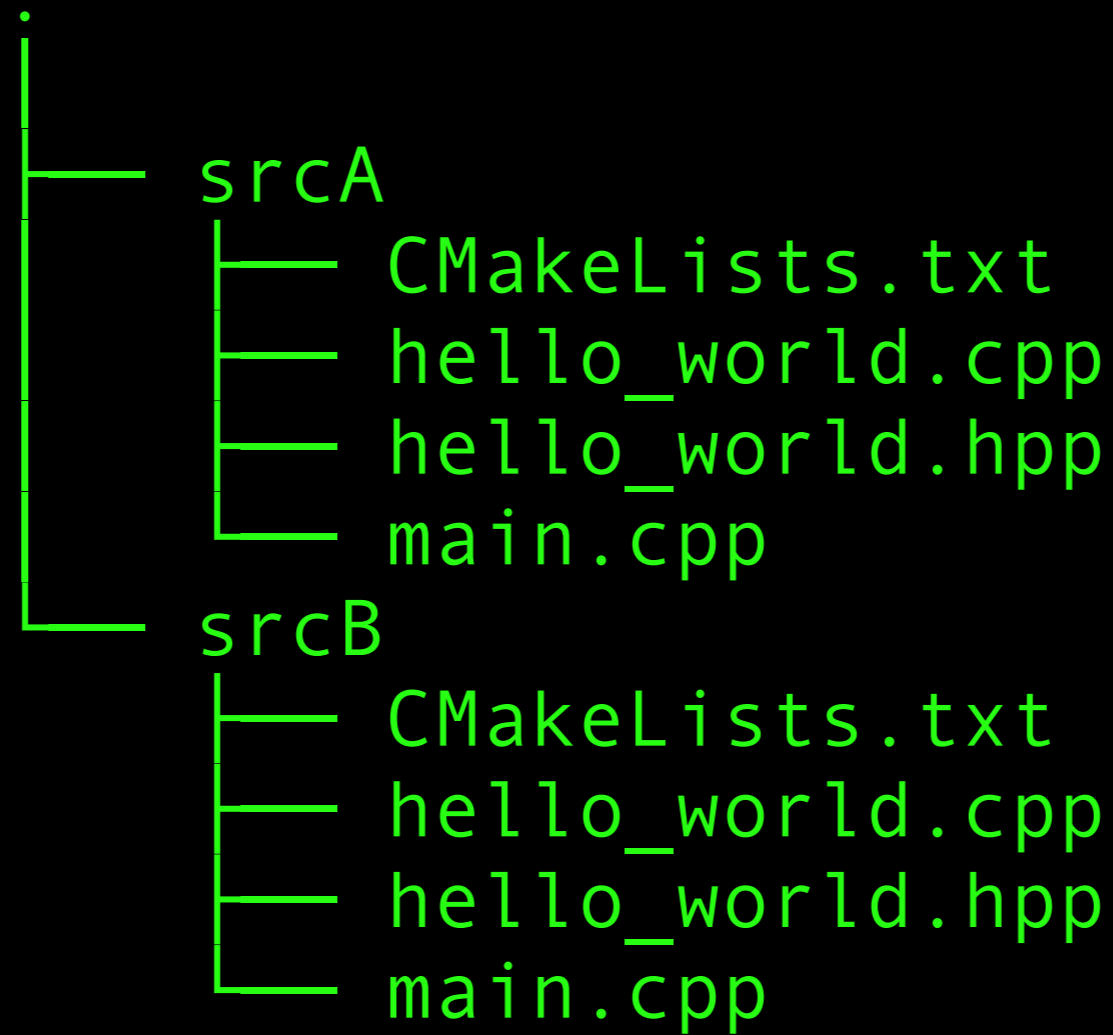 .
├── srcA
│   ├── CMakeLists.txt
│   ├── hello_world.cpp
│   ├── hello_world.hpp
│   └── main.cpp
└── srcB
    ├── CMakeLists.txt
    ├── hello_world.cpp
    ├── hello_world.hpp
    └── main.cpp